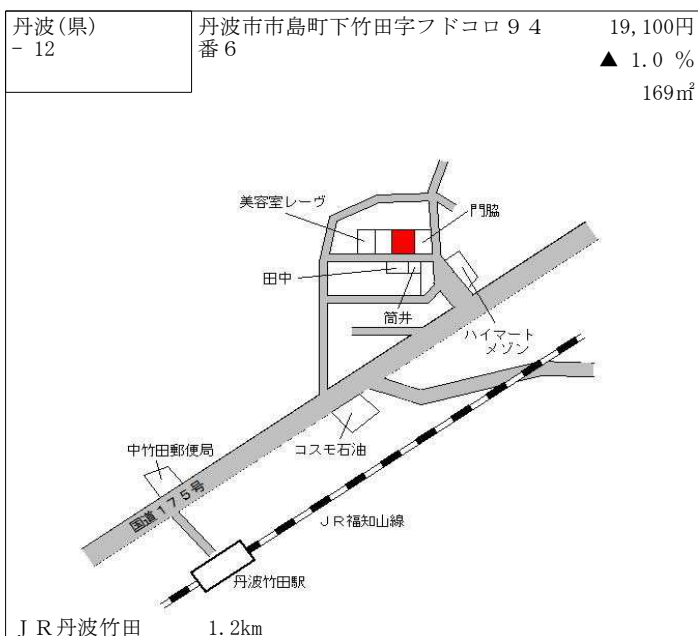 丹波(県)
- 12
丹波市市島町下竹田字フドコロ９４
番６
19,100円
▲ 1.0 %
169㎡
美容室レーヴ
門脇
田中
筒井
ハイマート
メゾン
コスモ石油
中竹田郵便局
国道１７５号
ＪＲ福知山線
丹波竹田駅
ＪＲ丹波竹田 1.2km